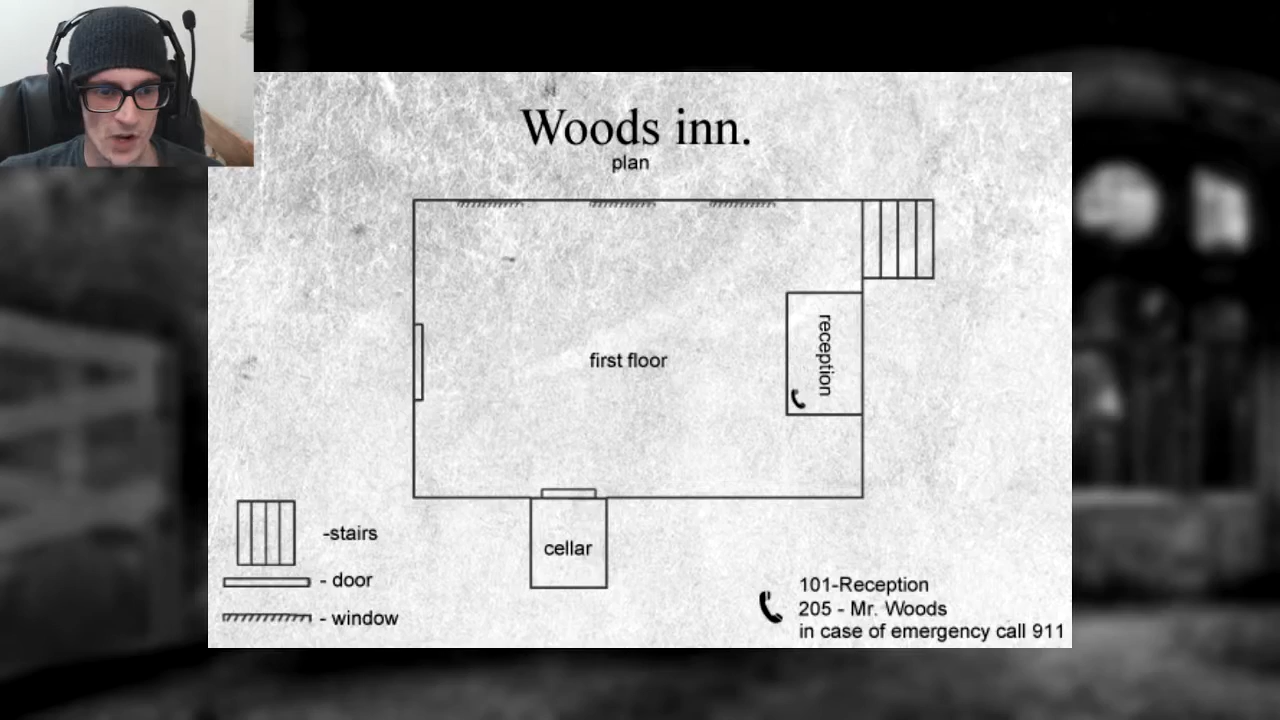 Woods inn.
plan
first floor
reception
cellar
-stairs
- door
- window
101-Reception
205 - Mr. Woods
in case of emergency call 911